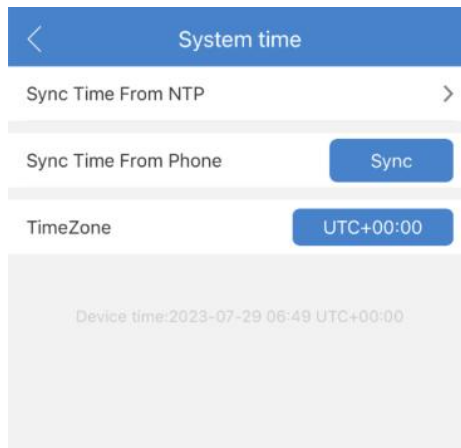 System time
Sync Time From NTP
Sync Time From Phone Sync
TimeZone UTC+00:00
Device time:2023-07-29 06:49 UTC+00:00